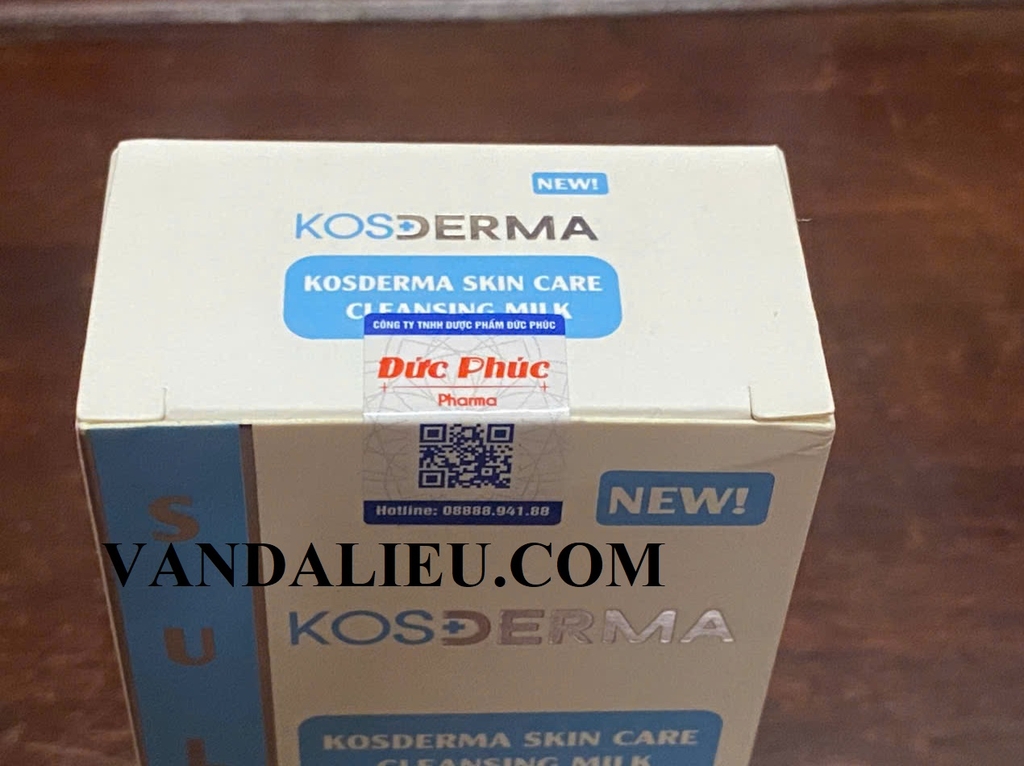 NEW!
KOSDERMA
KOSDERMA SKIN CARE
CLEANSING MILK
CÔNG TY TNHH DƯỢC PHẨM ĐỨC PHÚC
Đức Phúc
Pharma
Hotline: 08888.941.88
NEW!
S
U
VANDALIEU.COM
KOSDERMA
KOSDERMA SKIN CARE
CLEANSING MILK